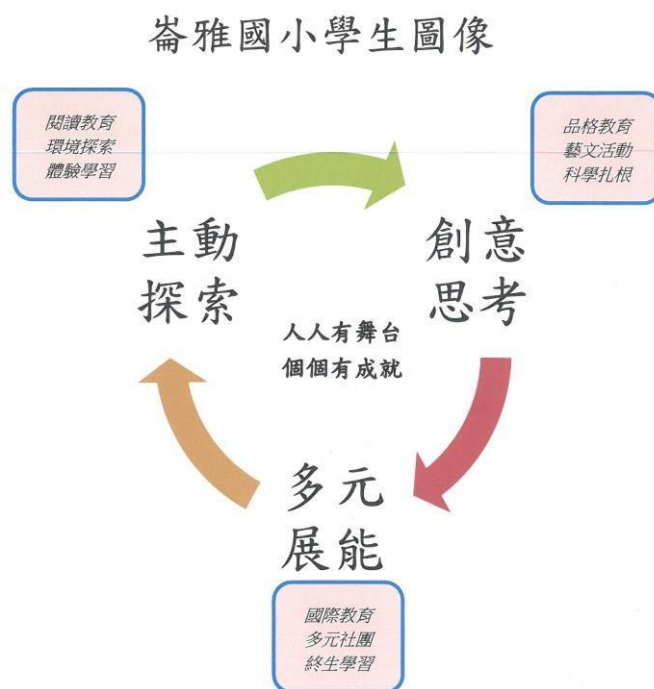 崙雅國小學生圖像
閱讀教育
環境探索
體驗學習
品格教育
藝文活動
科學扎根
主動
探索
創意
思考
人人有舞台
個個有成就
多元
展能
國際教育
多元社團
終生學習